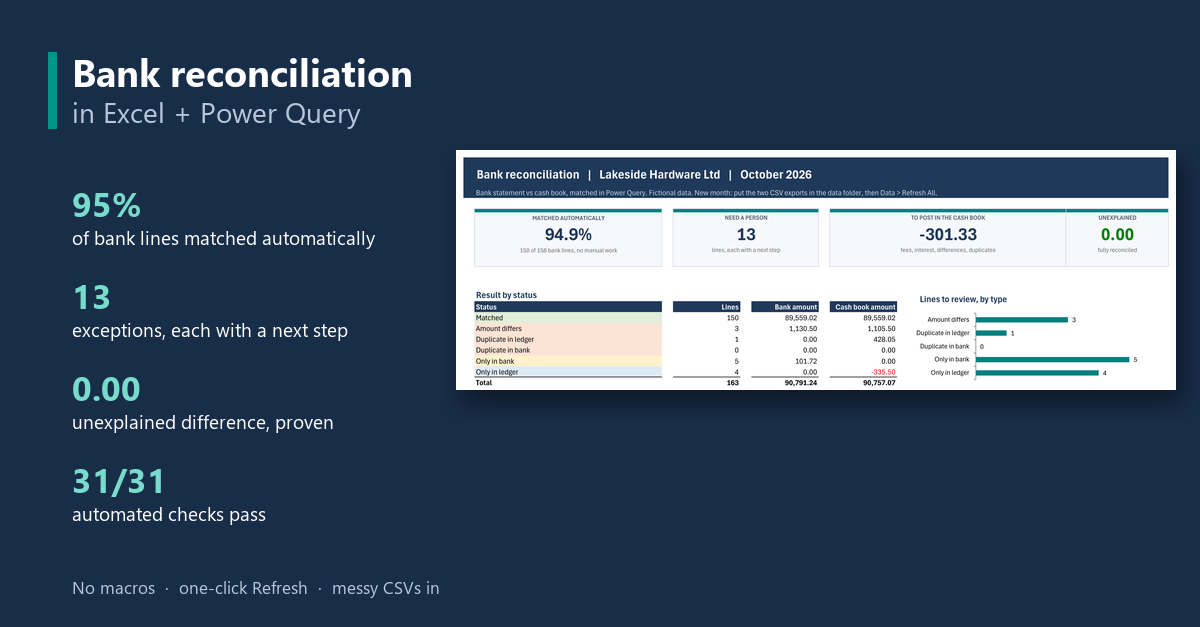 Bank reconciliation
in Excel + Power Query
95%
of bank lines matched automatically
13
exceptions, each with a next step
0.00
unexplained difference, proven
31/31
automated checks pass
No macros · one-click Refresh · messy CSVs in
Bank reconciliation | Lakeside Hardware Ltd | October 2026
Bank statement vs cash book, matched in Power Query. Fictional data. New month: put the two CSV exports in the data folder, then Data > Refresh All.
MATCHED AUTOMATICALLY
94.9%
150 of 158 bank lines, no manual work
NEED A PERSON
13
lines, each with a next step
TO POST IN THE CASH BOOK
-301.33
fees, interest, differences, duplicates
UNEXPLAINED
0.00
fully reconciled
Result by status
Status Lines Bank amount Cash book amount
Matched 150 89,559.02 89,559.02
Amount differs 3 1,130.50 1,105.50
Duplicate in ledger 1 0.00 428.05
Duplicate in bank 0 0.00 0.00
Only in bank 5 101.72 0.00
Only in ledger 4 0.00 -335.50
Total 163 90,791.24 90,757.07
Lines to review, by type
Amount differs 3
Duplicate in ledger 1
Duplicate in bank 0
Only in bank 5
Only in ledger 4